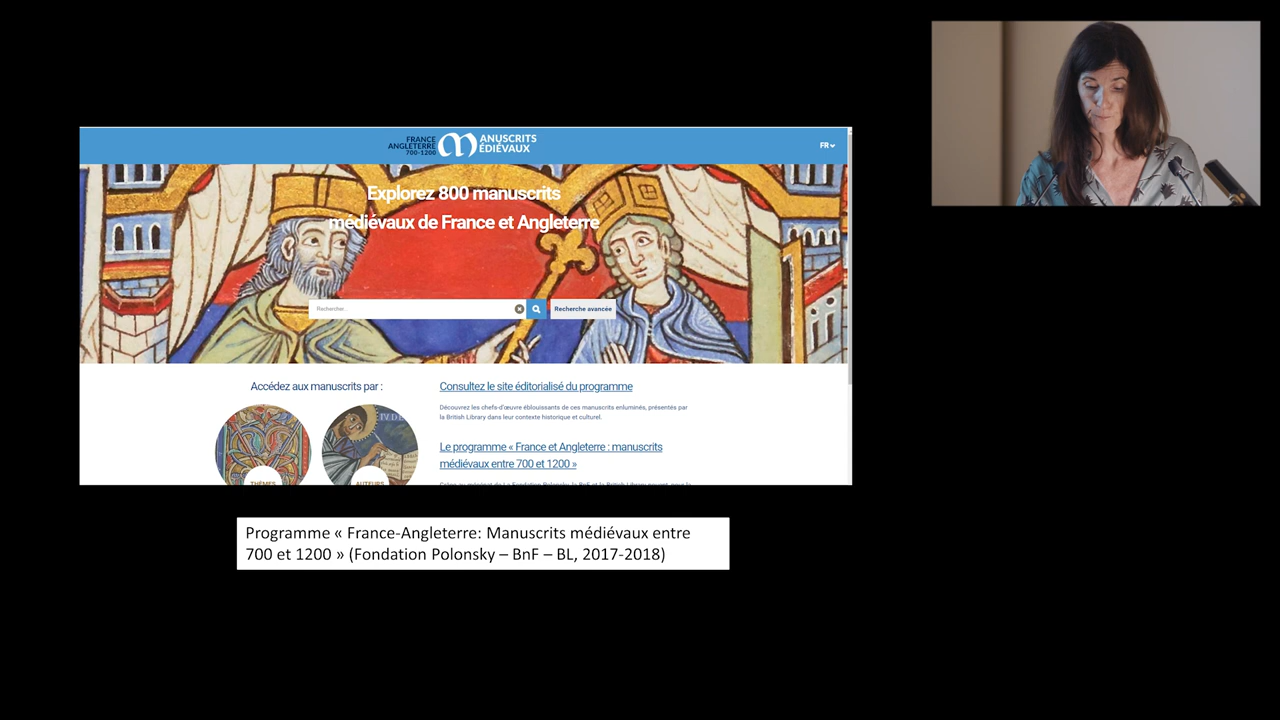 FRANCE
ANGLETERRE
700-1200
MANUSCRITS
MÉDIÉVAUX
FR
Explorez 800 manuscrits
médiévaux de France et Angleterre
Rechercher...
Recherche avancée
Accédez aux manuscrits par :
THÈMES
AUTEURS
Consultez le site éditorialisé du programme
Découvrez les chefs-d'œuvre éblouissants de ces manuscrits enluminés, présentés par
la British Library dans leur contexte historique et culturel.
Le programme « France et Angleterre : manuscrits
médiévaux entre 700 et 1200 »
Programme « France-Angleterre: Manuscrits médiévaux entre
700 et 1200 » (Fondation Polonsky – BnF – BL, 2017-2018)